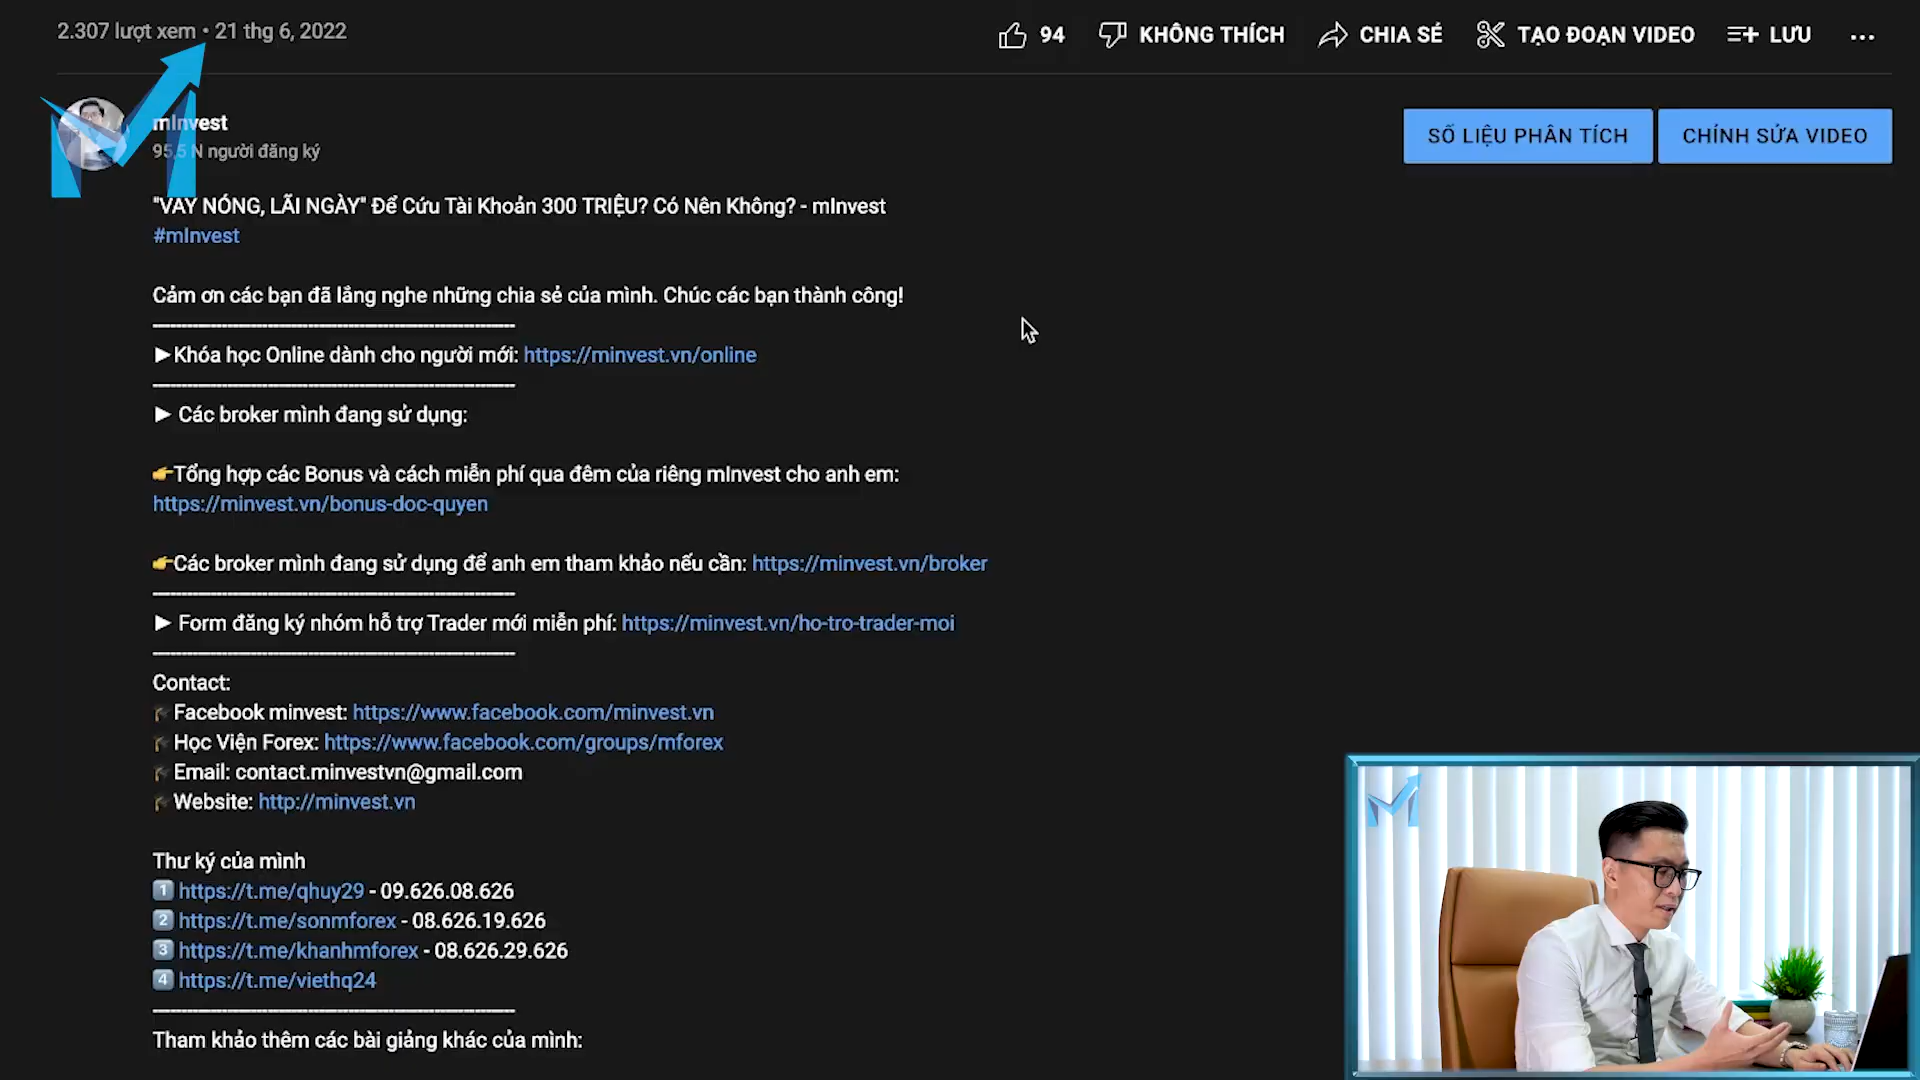 2.307 lượt xem • 21 thg 6, 2022
94
KHÔNG THÍCH
CHIA SẺ
TẠO ĐOẠN VIDEO
LƯU
mInvest
95,5 N người đăng ký
SỐ LIỆU PHÂN TÍCH
CHỈNH SỬA VIDEO
"VAY NÓNG, LÃI NGÀY" Để Cứu Tài Khoản 300 TRIỆU? Có Nên Không? - mInvest
#mInvest
Cảm ơn các bạn đã lắng nghe những chia sẻ của mình. Chúc các bạn thành công!
►Khóa học Online dành cho người mới: https://minvest.vn/online
► Các broker mình đang sử dụng:
👉Tổng hợp các Bonus và cách miễn phí qua đêm của riêng mInvest cho anh em:
https://minvest.vn/bonus-doc-quyen
👉Các broker mình đang sử dụng để anh em tham khảo nếu cần: https://minvest.vn/broker
► Form đăng ký nhóm hỗ trợ Trader mới miễn phí: https://minvest.vn/ho-tro-trader-moi
Contact:
Facebook minvest: https://www.facebook.com/minvest.vn
Học Viện Forex: https://www.facebook.com/groups/mforex
Email: contact.minvestvn@gmail.com
Website: http://minvest.vn
Thư ký của mình
1 https://t.me/qhuy29 - 09.626.08.626
2 https://t.me/sonmforex - 08.626.19.626
3 https://t.me/khanhmforex - 08.626.29.626
4 https://t.me/viethq24
Tham khảo thêm các bài giảng khác của mình: